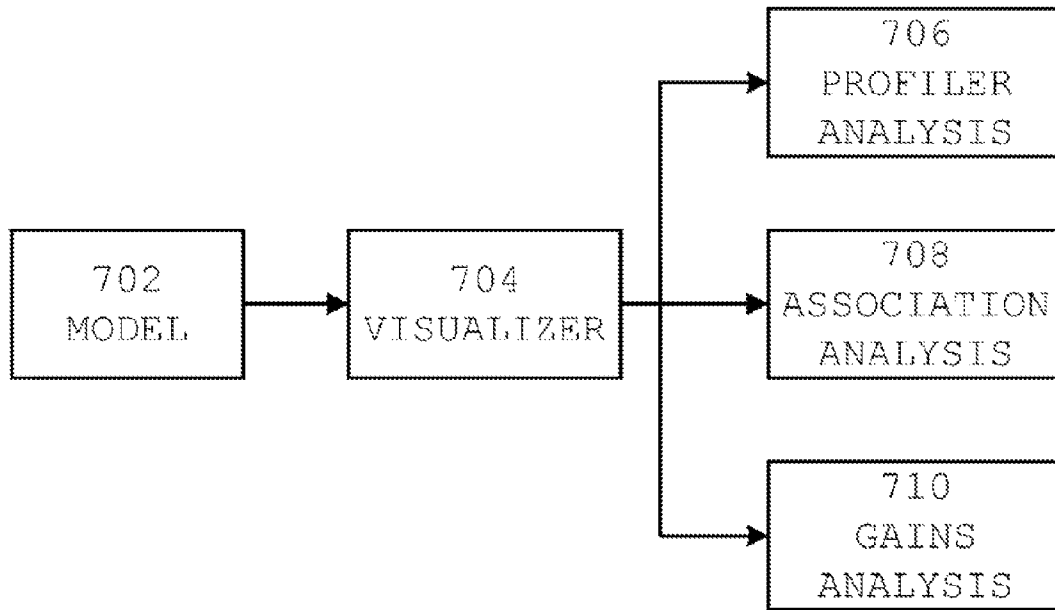 702
MODEL
704
VISUALIZER
706
PROFILER
ANALYSIS
708
ASSOCIATION
ANALYSIS
710
GAINS
ANALYSIS